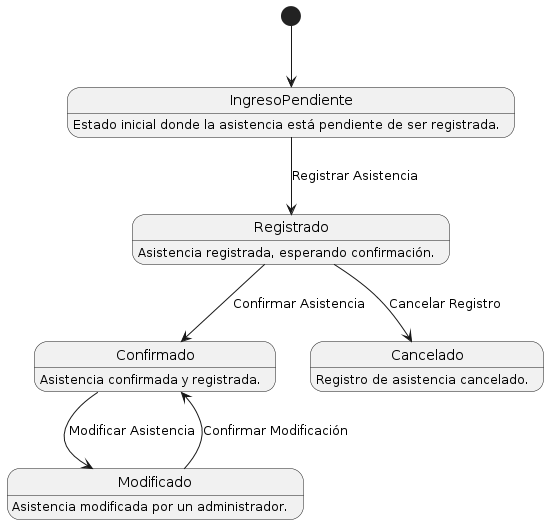 IngresoPendiente
Estado inicial donde la asistencia está pendiente de ser registrada.
Registrar Asistencia
Registrado
Asistencia registrada, esperando confirmación.
Confirmar Asistencia
Cancelar Registro
Confirmado
Asistencia confirmada y registrada.
Cancelado
Registro de asistencia cancelado.
Modificar Asistencia
Confirmar Modificación
Modificado
Asistencia modificada por un administrador.